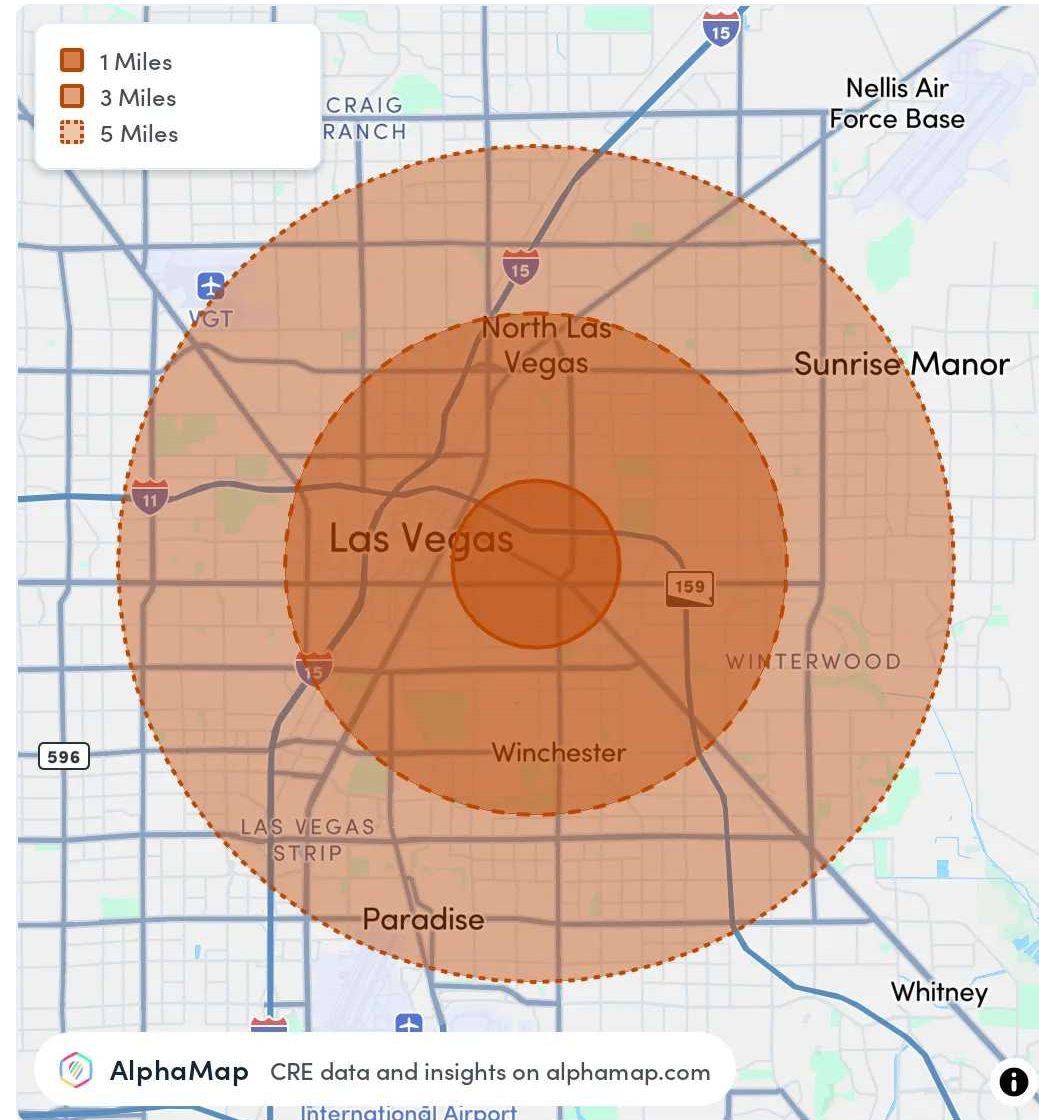 1 Miles
3 Miles
5 Miles
15
CRAIG
RANCH
Nellis Air
Force Base
15
VGT
North Las
Vegas
Sunrise Manor
11
Las Vegas
159
15
WINTERWOOD
596
Winchester
LAS VEGAS
STRIP
Paradise
Whitney
AlphaMap CRE data and insights on alphamap.com
International Airport